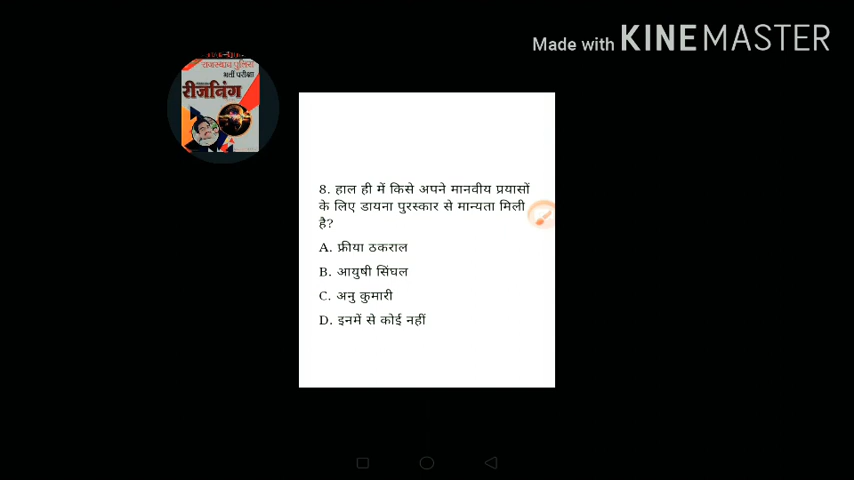 Made with KINEMASTER
राजस्थान पुलिस
भर्ती परीक्षा
रीजनिंग
8. हाल ही में किसे अपने मानवीय प्रयासों
के लिए डायना पुरस्कार से मान्यता मिली
है?
A. फ्रीया ठकराल
B. आयुषी सिंघल
C. अनु कुमारी
D. इनमें से कोई नहीं